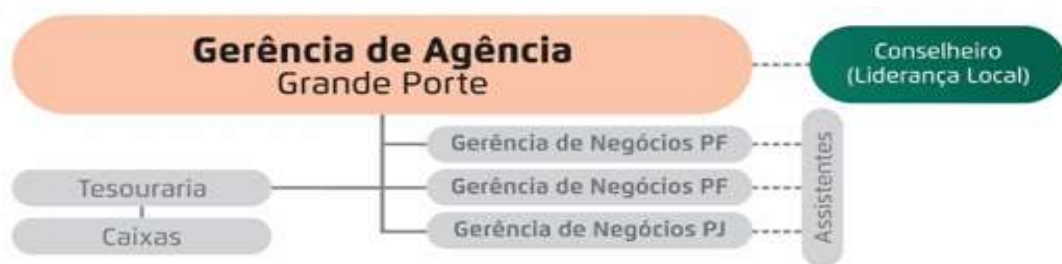 Gerência de Agência
Grande Porte
Conselheiro
(Liderança Local)
Gerência de Negócios PF
Gerência de Negócios PF
Gerência de Negócios PJ
Tesouraria
Caixas
Assistentes